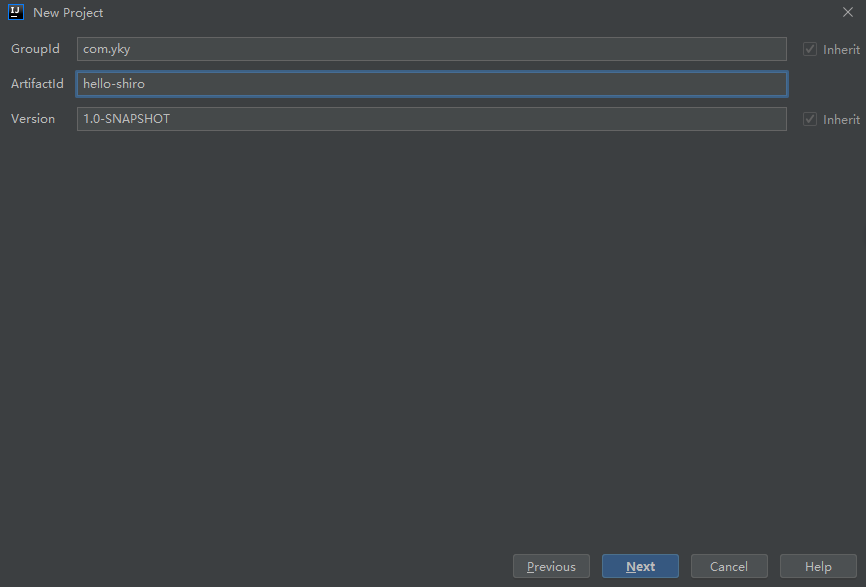 IJ New Project
GroupId com.yky Inherit
ArtifactId hello-shiro
Version 1.0-SNAPSHOT Inherit
Previous Next Cancel Help